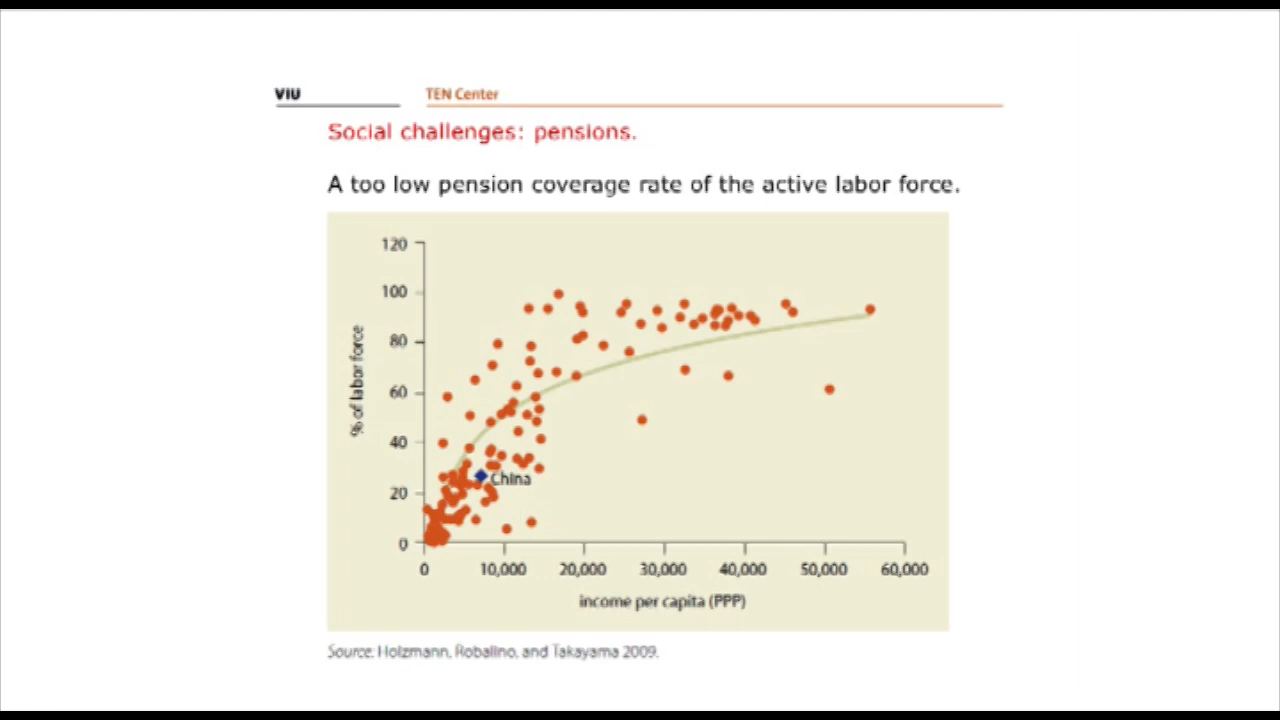 VIU TEN Center
Social challenges: pensions.
A too low pension coverage rate of the active labor force.
120
100
80
60
40
20
0
% of labor force
China
0 10,000 20,000 30,000 40,000 50,000 60,000
income per capita (PPP)
Source: Holzmann, Robalino, and Takayama 2009.